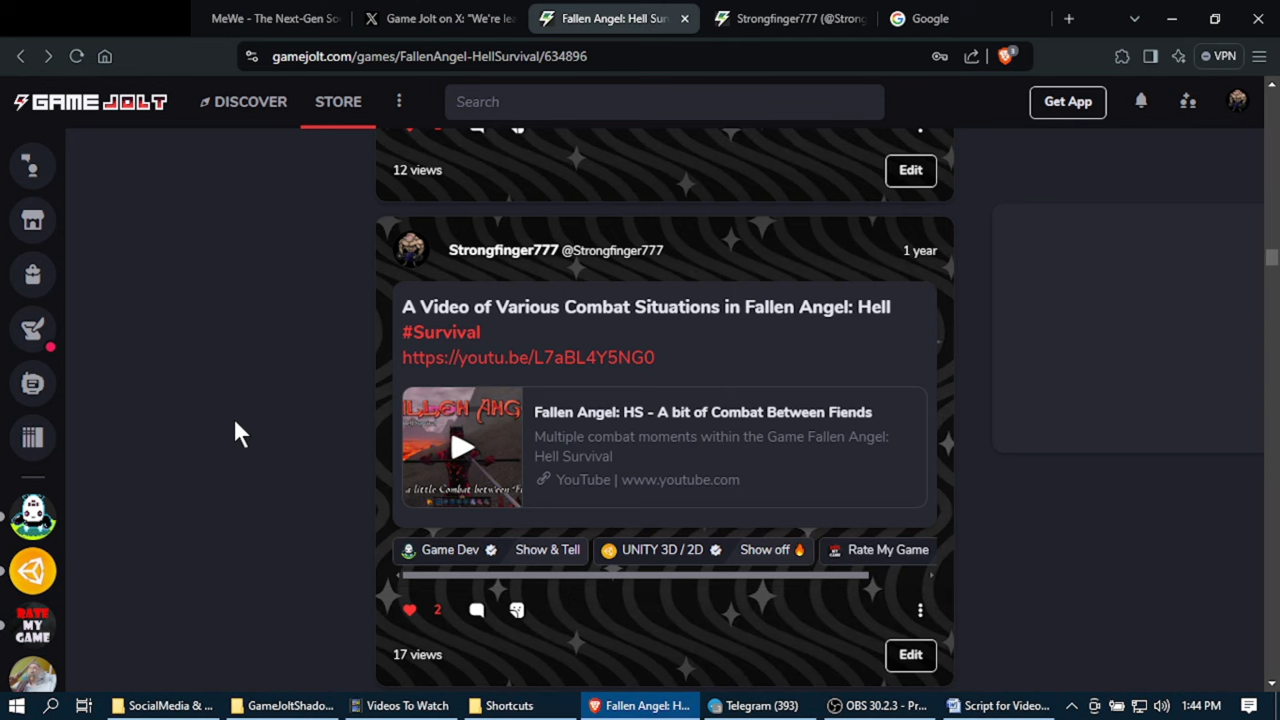 MeWe - The Next-Gen So
Game Jolt on X: "We're lea
Fallen Angel: Hell Sur
Strongfinger777 (@Strong
Google
gamejolt.com/games/FallenAngel-HellSurvival/634896
VPN
GAME JOLT
DISCOVER
STORE
Search
Get App
12 views
Edit
Strongfinger777 @Strongfinger777
1 year
A Video of Various Combat Situations in Fallen Angel: Hell
#Survival
https://youtu.be/L7aBL4Y5NG0
Fallen Angel: HS - A bit of Combat Between Fiends
Multiple combat moments within the Game Fallen Angel:
Hell Survival
YouTube | www.youtube.com
Game Dev
Show & Tell
UNITY 3D / 2D
Show off
Rate My Game
2
17 views
Edit
RATE
MY
GAME
SocialMedia & ...
GameJoltShado...
Videos To Watch
Shortcuts
Fallen Angel: H...
Telegram (393)
OBS 30.2.3 - Pr...
Script for Video...
1:44 PM